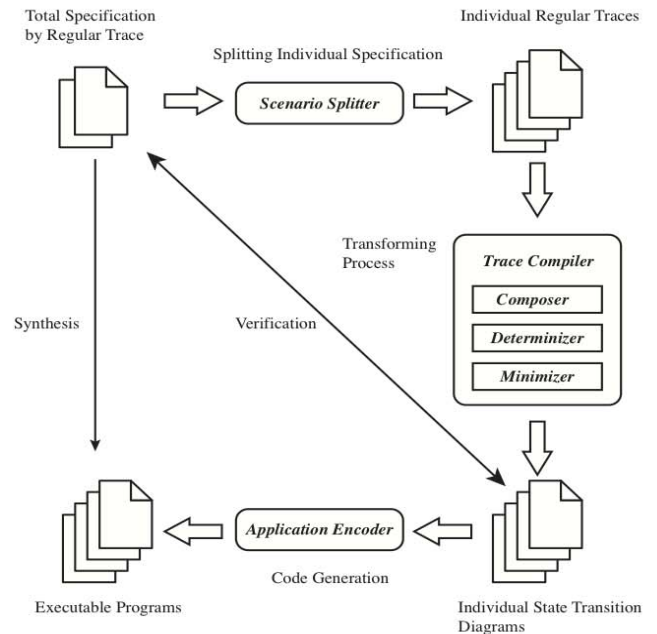 Total Specification
by Regular Trace
Individual Regular Traces
Splitting Individual Specification
Scenario Splitter
Transforming
Process
Trace Compiler
Composer
Determinizer
Minimizer
Synthesis
Verification
Application Encoder
Code Generation
Executable Programs
Individual State Transition
Diagrams